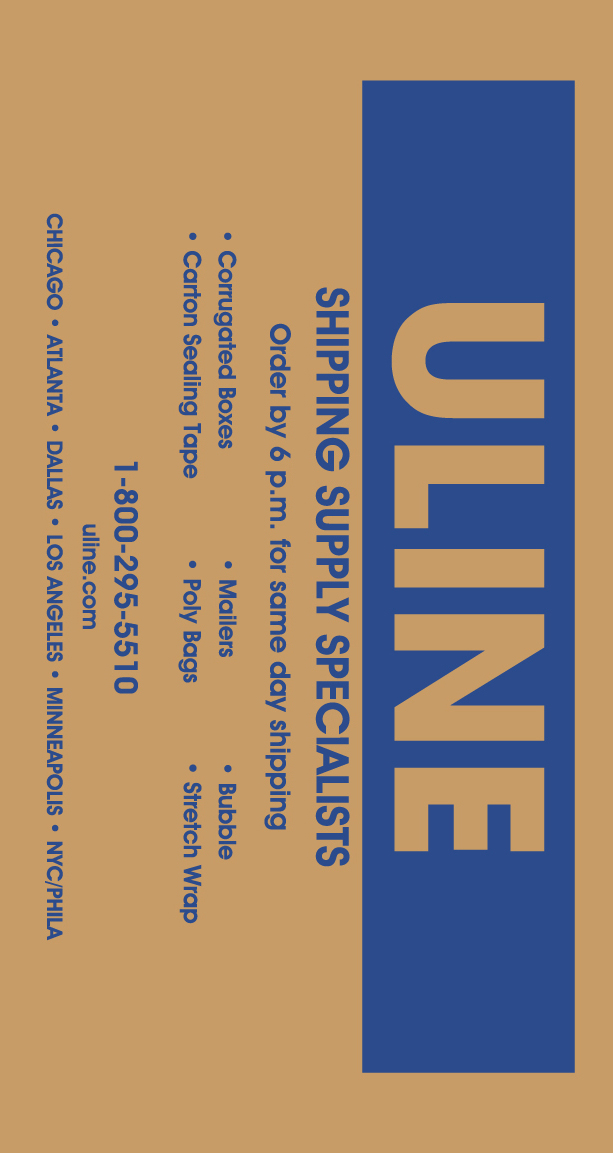 ULINE
SHIPPING SUPPLY SPECIALISTS
Order by 6 p.m. for same day shipping
• Corrugated Boxes • Mailers • Bubble
• Carton Sealing Tape • Poly Bags • Stretch Wrap
1-800-295-5510
uline.com
CHICAGO • ATLANTA • DALLAS • LOS ANGELES • MINNEAPOLIS • NYC/PHILA